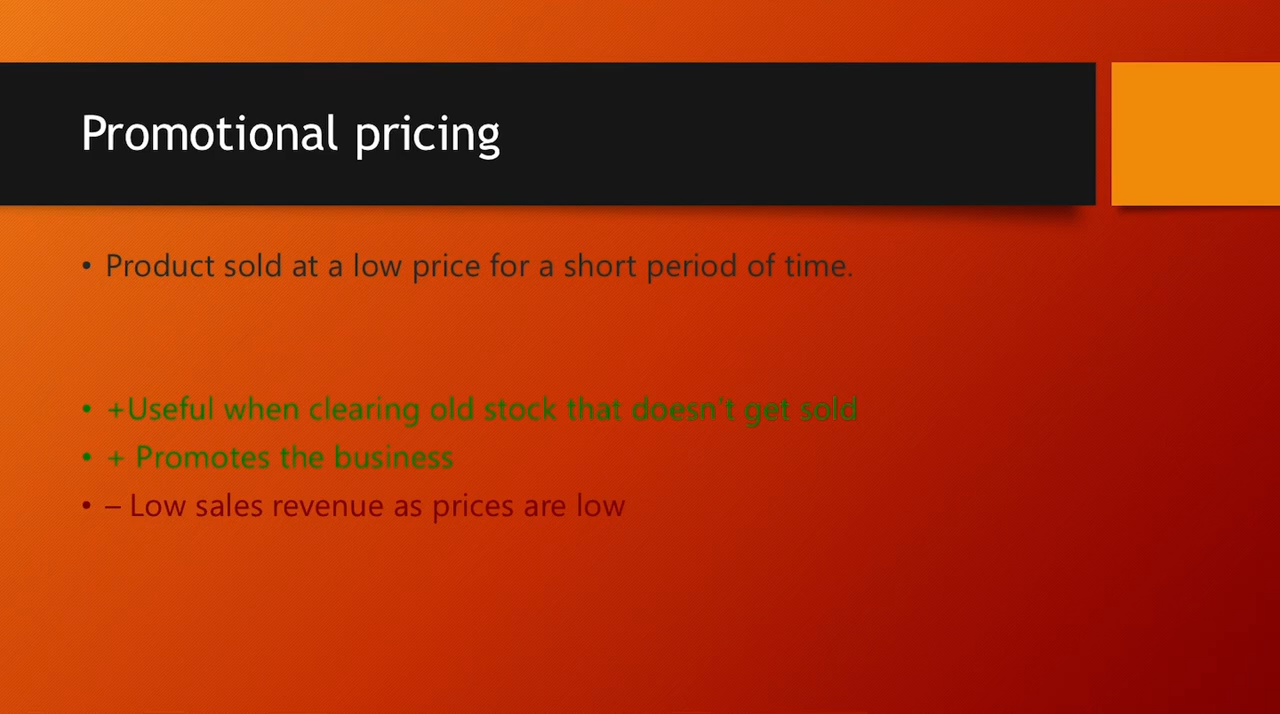 Promotional pricing
• Product sold at a low price for a short period of time.
• +Useful when clearing old stock that doesn't get sold
• + Promotes the business
• – Low sales revenue as prices are low